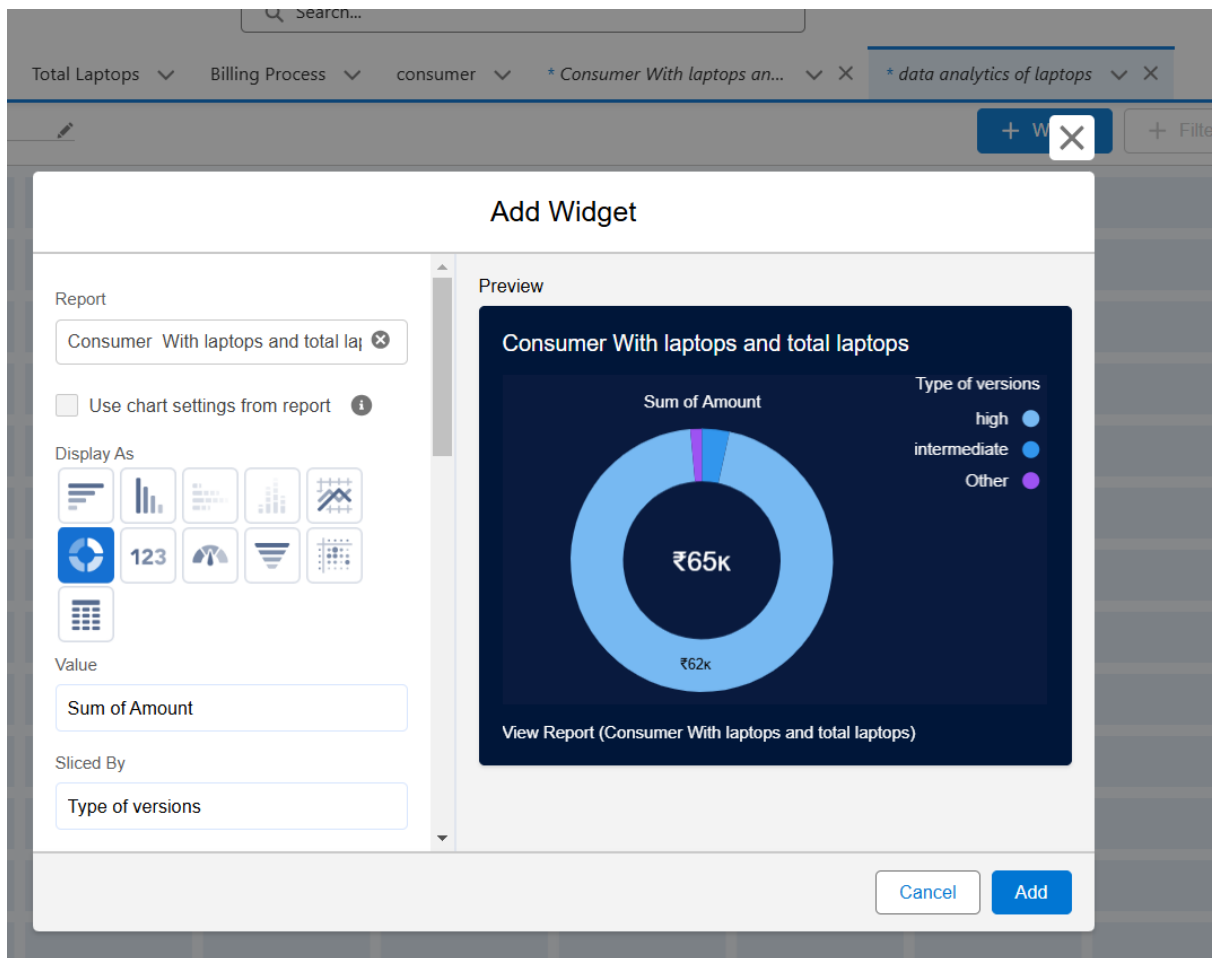 Search...
Total Laptops
Billing Process
consumer
* Consumer With laptops an...
* data analytics of laptops
+ W
+ Filte
Add Widget
Report
Consumer With laptops and total lap
Use chart settings from report
Display As
123
Value
Sum of Amount
Sliced By
Type of versions
Preview
Consumer With laptops and total laptops
Sum of Amount
Type of versions
high
intermediate
Other
₹65K
₹62K
View Report (Consumer With laptops and total laptops)
Cancel
Add